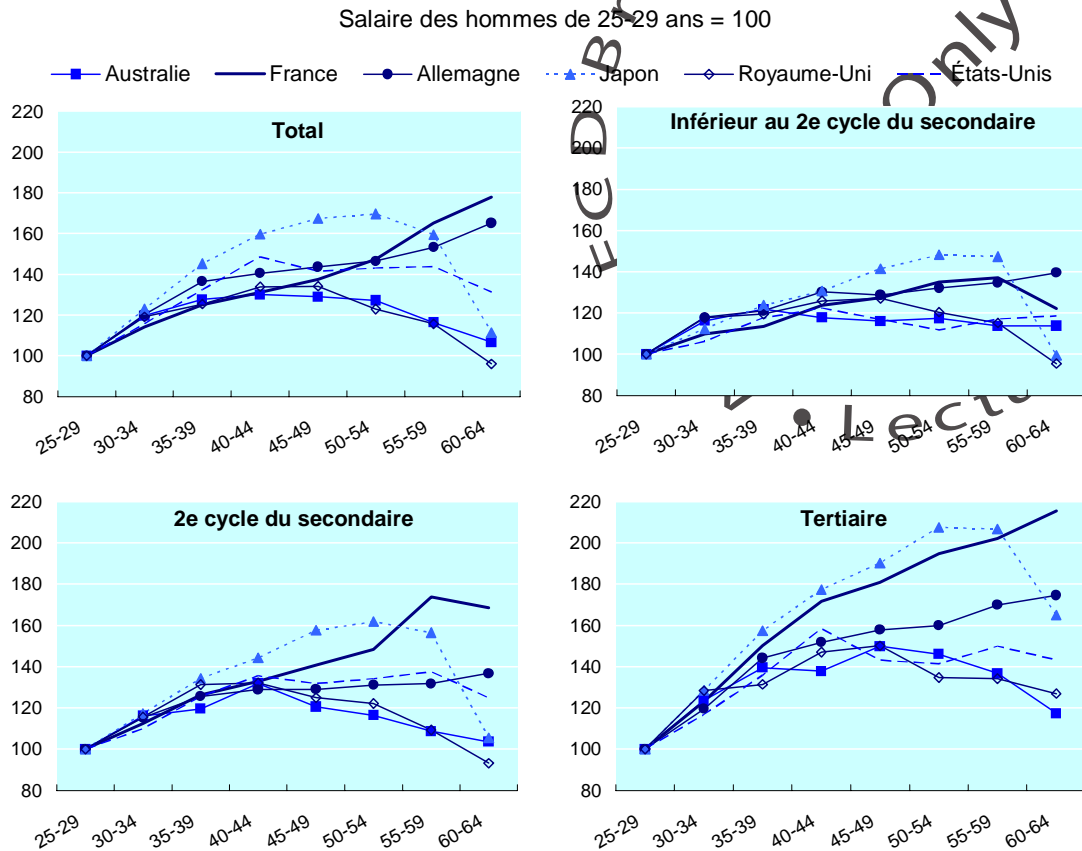 Salaire des hommes de 25-29 ans = 100
Australie France Allemagne Japon Royaume-Uni États-Unis
Total
220
200
180
160
140
120
100
80
25-29 30-34 35-39 40-44 45-49 50-54 55-59 60-64
Inférieur au 2e cycle du secondaire
220
200
180
160
140
120
100
80
25-29 30-34 35-39 40-44 45-49 50-54 55-59 60-64
2e cycle du secondaire
220
200
180
160
140
120
100
80
25-29 30-34 35-39 40-44 45-49 50-54 55-59 60-64
Tertiaire
220
200
180
160
140
120
100
80
25-29 30-34 35-39 40-44 45-49 50-54 55-59 60-64
Only